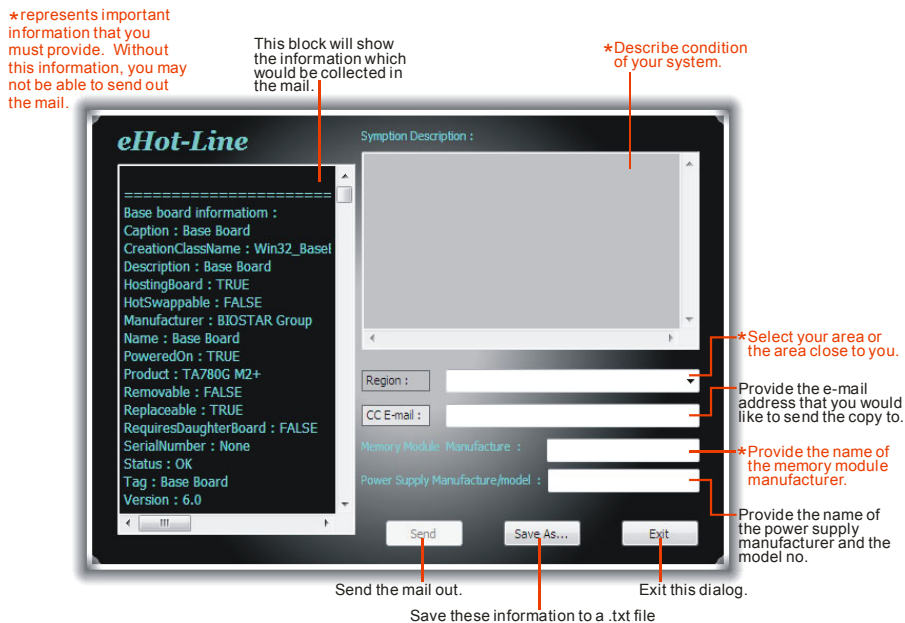 *represents important
information that you
must provide. Without
this information, you may
not be able to send out
the mail.
This block will show
the information which
would be collected in
the mail.
*Describe condition
of your system.
eHot-Line
Symption Description :
======================
Base board informatiom :
Caption : Base Board
CreationClassName : Win32_BaseB
Description : Base Board
HostingBoard : TRUE
HotSwappable : FALSE
Manufacturer : BIOSTAR Group
Name : Base Board
PoweredOn : TRUE
Product : TA780G M2+
Removable : FALSE
Replaceable : TRUE
RequiresDaughterBoard : FALSE
SerialNumber : None
Status : OK
Tag : Base Board
Version : 6.0
Region :
CC E-mail :
Memory Module Manufacture :
Power Supply Manufacture/model :
Send
Save As...
Exit
*Select your area or
the area close to you.
Provide the e-mail
address that you would
like to send the copy to.
*Provide the name of
the memory module
manufacturer.
Provide the name of
the power supply
manufacturer and the
model no.
Send the mail out.
Exit this dialog.
Save these information to a .txt file